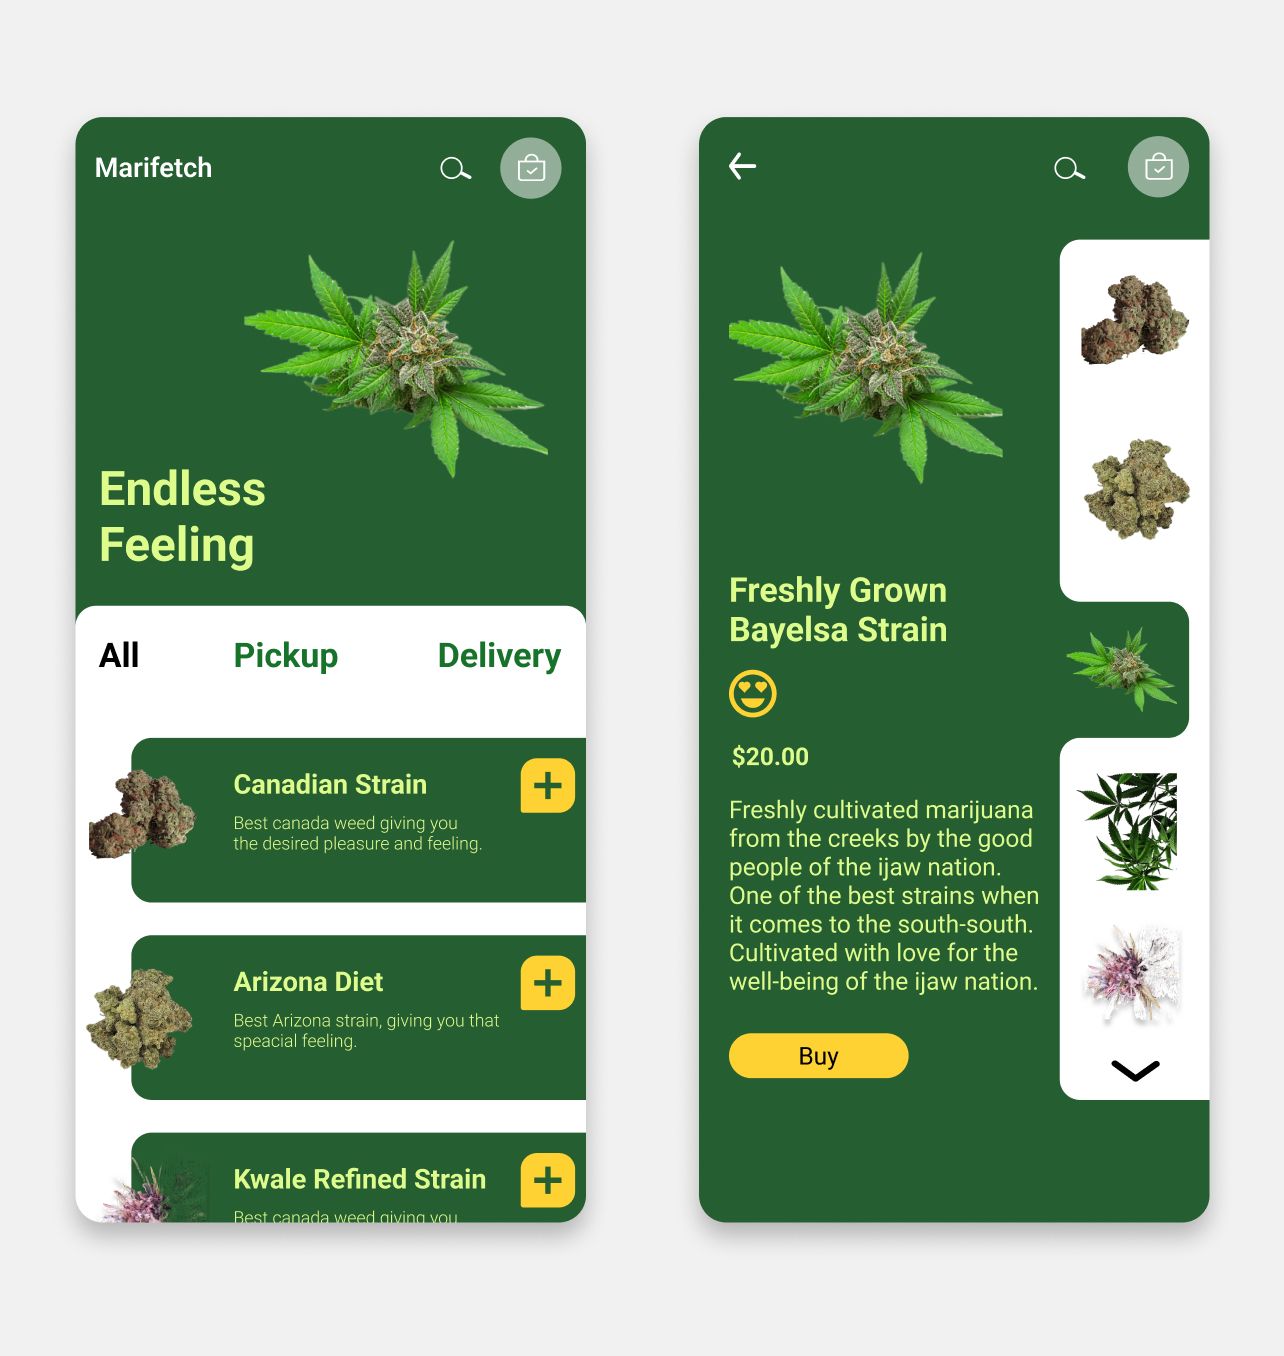 Marifetch
Endless
Feeling
All Pickup Delivery
Canadian Strain
Best canada weed giving you
the desired pleasure and feeling.
Arizona Diet
Best Arizona strain, giving you that
speacial feeling.
Kwale Refined Strain
Best canada weed giving you
Freshly Grown
Bayelsa Strain
$20.00
Freshly cultivated marijuana
from the creeks by the good
people of the ijaw nation.
One of the best strains when
it comes to the south-south.
Cultivated with love for the
well-being of the ijaw nation.
Buy